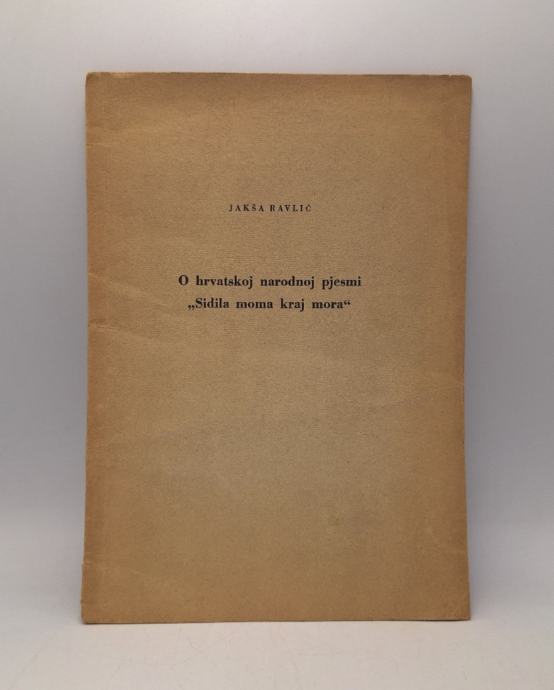 JAKŠA RAVLIĆ
O hrvatskoj narodnoj pjesmi
„Sidila moma kraj mora“